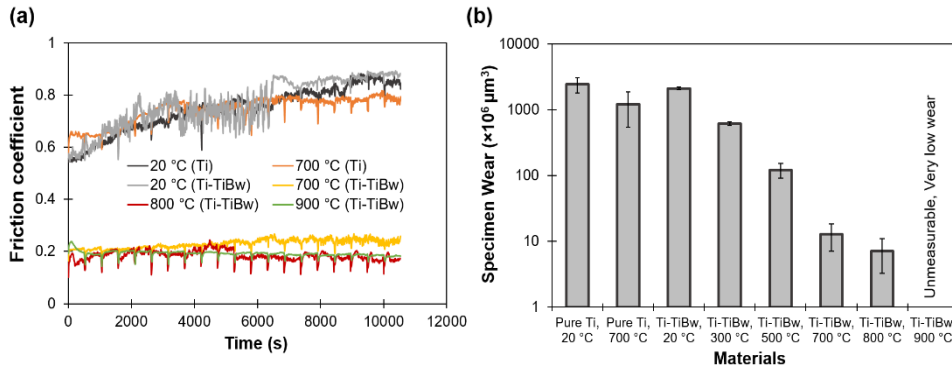 (a)
1
0.8
0.6
0.4
0.2
0
Friction coefficient
20 °C (Ti)
700 °C (Ti)
20 °C (Ti-TiBw)
700 °C (Ti-TiBw)
800 °C (Ti-TiBw)
900 °C (Ti-TiBw)
0 2000 4000 6000 8000 10000 12000
Time (s)
(b)
10000
1000
100
10
1
Specimen Wear (×10⁶ µm³)
Unmeasurable, Very low wear
Pure Ti, 20 °C
Pure Ti, 700 °C
Ti-TiBw, 20 °C
Ti-TiBw, 300 °C
Ti-TiBw, 500 °C
Ti-TiBw, 700 °C
Ti-TiBw, 800 °C
Ti-TiBw, 900 °C
Materials